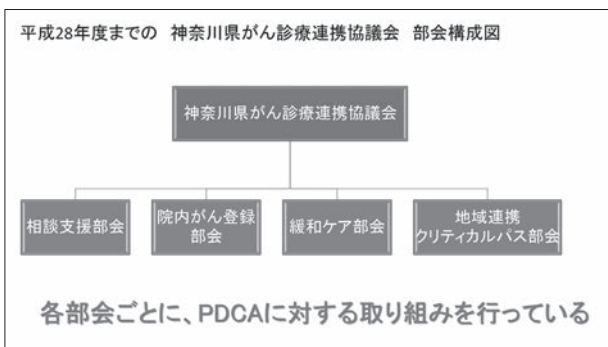 平成28年度までの 神奈川県がん診療連携協議会 部会構成図
神奈川県がん診療連携協議会
相談支援部会
院内がん登録
部会
緩和ケア部会
地域連携
クリティカルパス部会
各部会ごとに、PDCAに対する取り組みを行っている